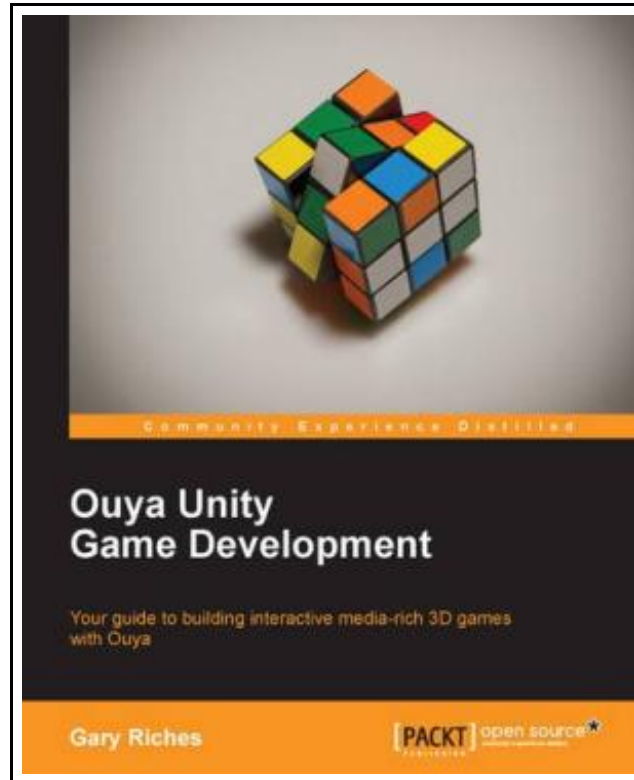 Community Experience Distilled
Ouya Unity
Game Development
Your guide to building interactive media-rich 3D games
with Ouya
Gary Riches
[PACKT] open source*
PUBLISHING